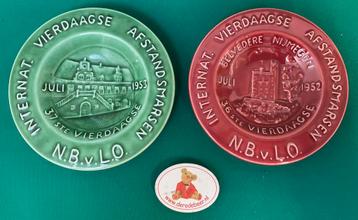 INTERNAT. VIERDAAGSE AFSTANDSMARSEN
JULI 1953
37STE VIERDAAGSE
N.B.v.L.O.
INTERNAT. VIERDAAGSE AFSTANDSMARSEN
BELVEDERE NIJMEGEN
JULI 1952
36STE VIERDAAGSE
N.B.v.L.O.
www.derodebeer.nl